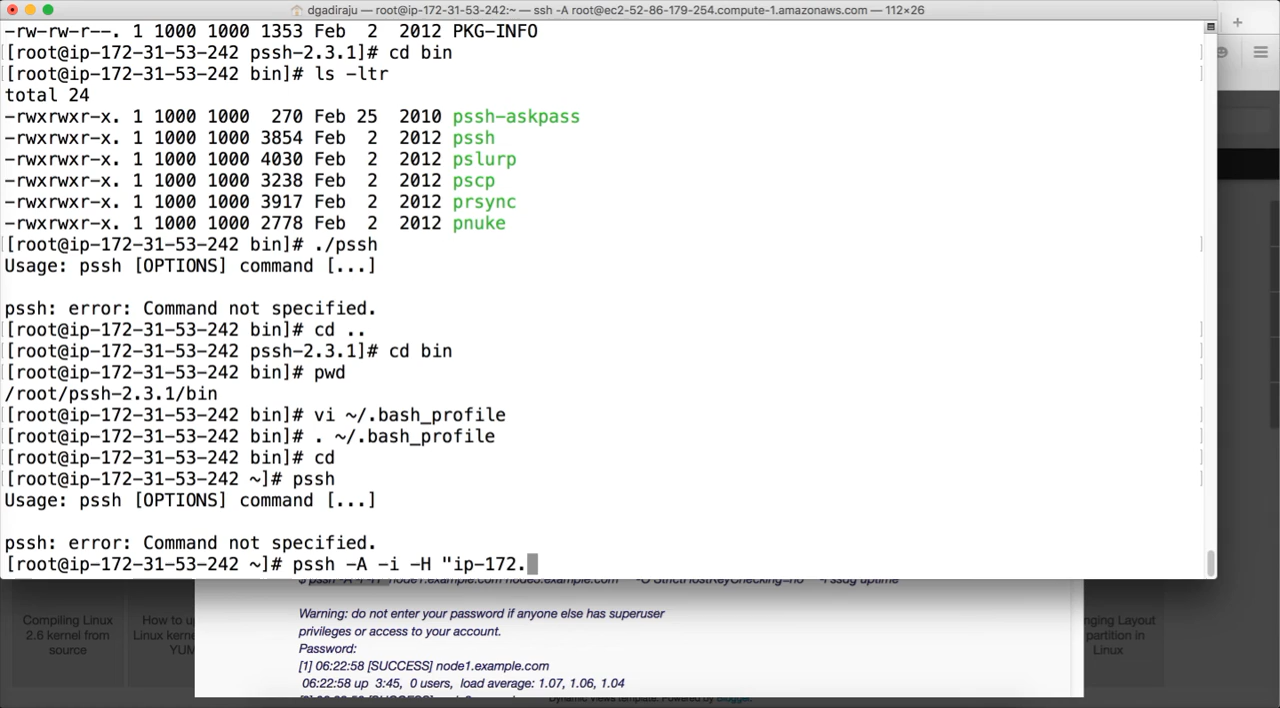 dgadiraju — root@ip-172-31-53-242:~ — ssh -A root@ec2-52-86-179-254.compute-1.amazonaws.com — 112×26
-rw-rw-r--. 1 1000 1000 1353 Feb  2  2012 PKG-INFO
[root@ip-172-31-53-242 pssh-2.3.1]# cd bin
[root@ip-172-31-53-242 bin]# ls -ltr
total 24
-rwxrwxr-x. 1 1000 1000  270 Feb 25  2010 pssh-askpass
-rwxrwxr-x. 1 1000 1000 3854 Feb  2  2012 pssh
-rwxrwxr-x. 1 1000 1000 4030 Feb  2  2012 pslurp
-rwxrwxr-x. 1 1000 1000 3238 Feb  2  2012 pscp
-rwxrwxr-x. 1 1000 1000 3917 Feb  2  2012 prsync
-rwxrwxr-x. 1 1000 1000 2778 Feb  2  2012 pnuke
[root@ip-172-31-53-242 bin]# ./pssh
Usage: pssh [OPTIONS] command [...]
pssh: error: Command not specified.
[root@ip-172-31-53-242 bin]# cd ..
[root@ip-172-31-53-242 pssh-2.3.1]# cd bin
[root@ip-172-31-53-242 bin]# pwd
/root/pssh-2.3.1/bin
[root@ip-172-31-53-242 bin]# vi ~/.bash_profile
[root@ip-172-31-53-242 bin]# . ~/.bash_profile
[root@ip-172-31-53-242 bin]# cd
[root@ip-172-31-53-242 ~]# pssh
Usage: pssh [OPTIONS] command [...]
pssh: error: Command not specified.
[root@ip-172-31-53-242 ~]# pssh -A -i -H "ip-172.
Warning: do not enter your password if anyone else has superuser
privileges or access to your account.
Password:
[1] 06:22:58 [SUCCESS] node1.example.com
06:22:58 up  3:45,  0 users,  load average: 1.07, 1.06, 1.04
Compiling Linux
2.6 kernel from
source
How to u
Linux kerne
YUM
nging Layout
partition in
Linux